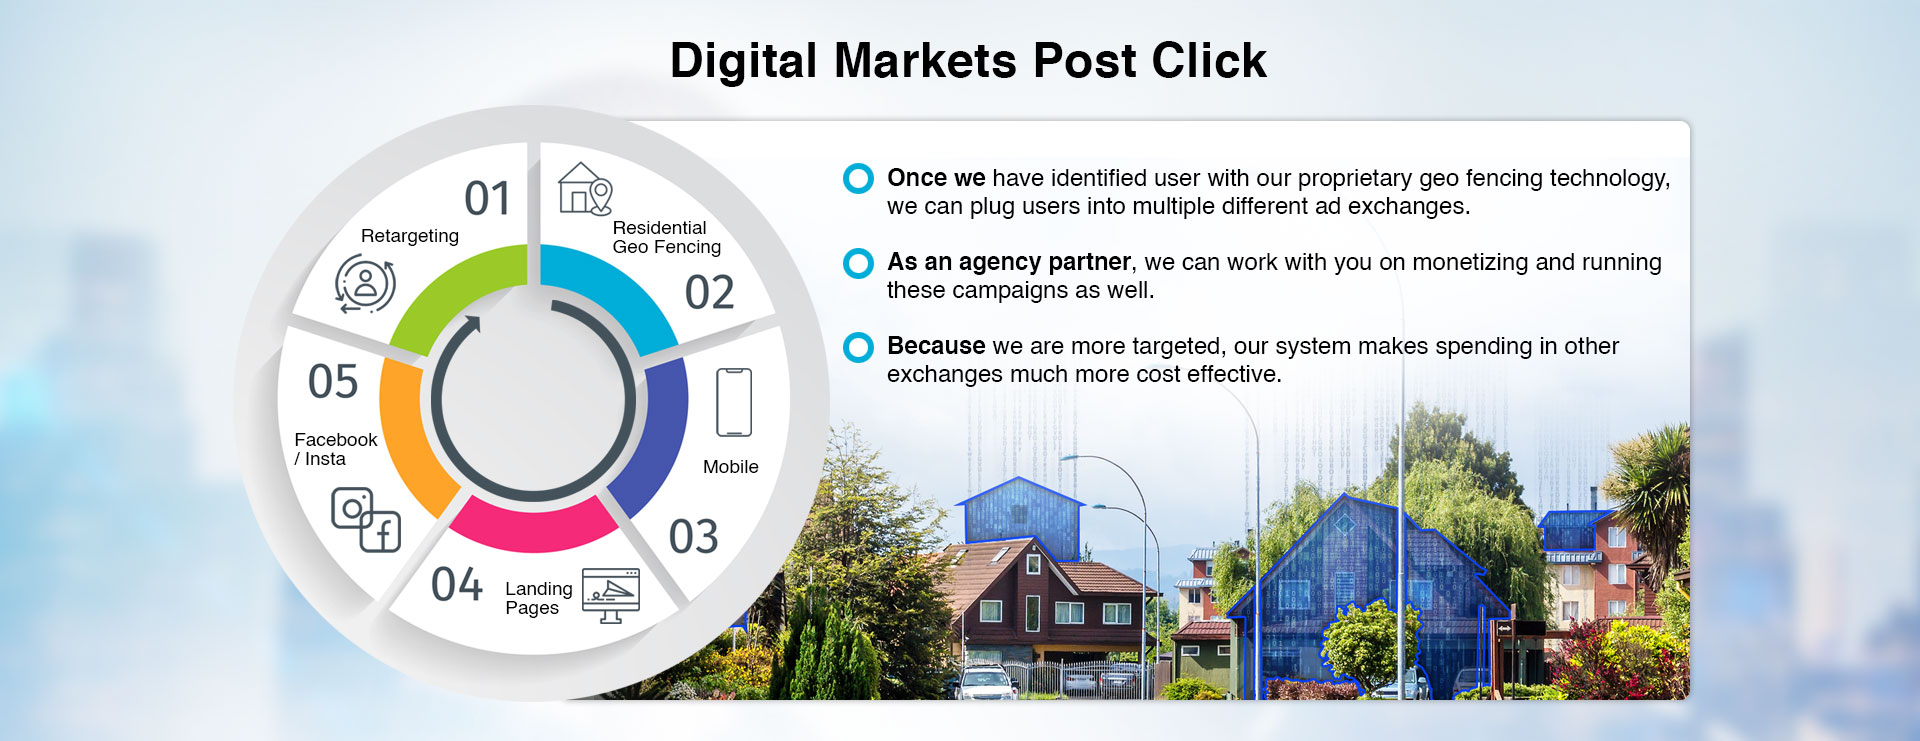 Digital Markets Post Click
01
Retargeting
Residential
Geo Fencing
02
Mobile
03
04
Landing
Pages
05
Facebook
/ Insta
Once we have identified user with our proprietary geo fencing technology,
we can plug users into multiple different ad exchanges.
As an agency partner, we can work with you on monetizing and running
these campaigns as well.
Because we are more targeted, our system makes spending in other
exchanges much more cost effective.